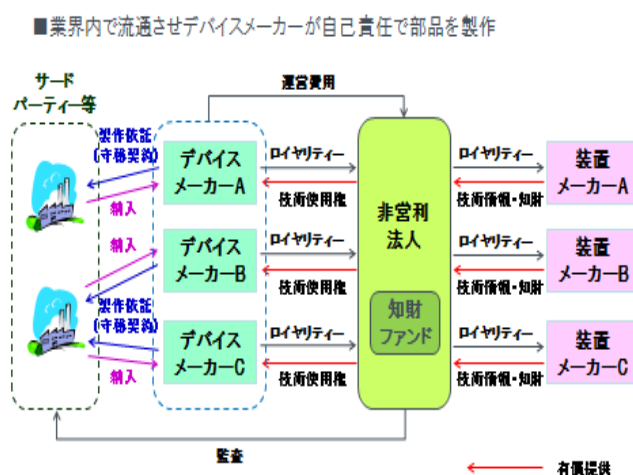 ■業界内で流通させデバイスメーカーが自己責任で部品を製作
サード
パーティー等
運営費用
製作依託
(守秘契約)
納入
デバイス
メーカーA
ロイヤリティー
技術使用権
非営利
法人
ロイヤリティー
技術情報・知財
装置
メーカーA
納入
製作依託
(守秘契約)
デバイス
メーカーB
ロイヤリティー
技術使用権
ロイヤリティー
技術情報・知財
装置
メーカーB
納入
デバイス
メーカーC
ロイヤリティー
技術使用権
知財
ファンド
ロイヤリティー
技術情報・知財
装置
メーカーC
監査
有償提供